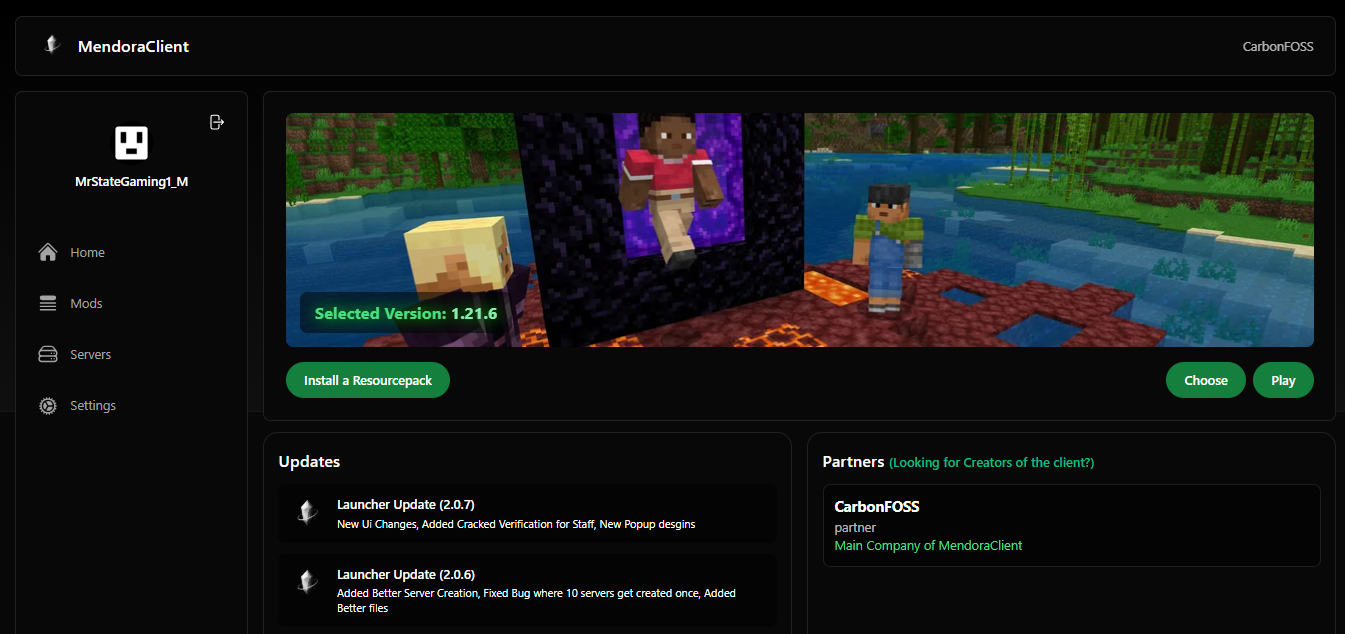 MendoraClient
CarbonFOSS
MrStateGaming1_M
Home
Mods
Servers
Settings
Selected Version: 1.21.6
Install a Resourcepack
Choose
Play
Updates
Launcher Update (2.0.7)
New Ui Changes, Added Cracked Verification for Staff, New Popup desgins
Launcher Update (2.0.6)
Added Better Server Creation, Fixed Bug where 10 servers get created once, Added
Better files
Partners (Looking for Creators of the client?)
CarbonFOSS
partner
Main Company of MendoraClient